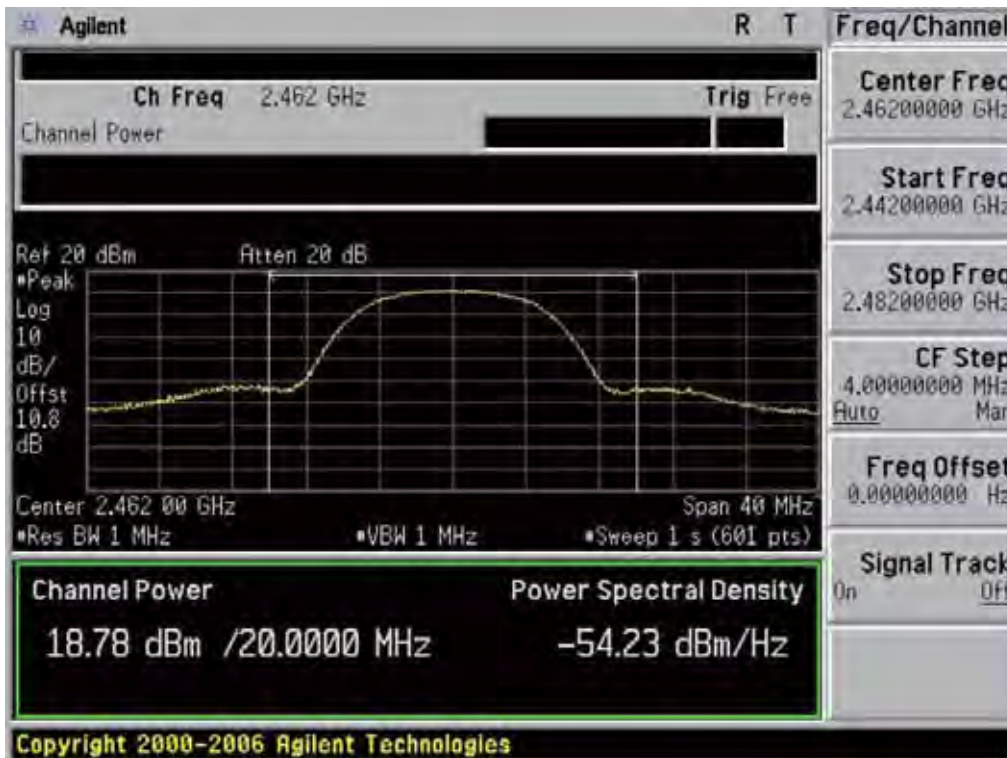 Agilent R T
Ch Freq 2.462 GHz Trig Free
Channel Power
Ref 20 dBm Atten 20 dB
Peak
Log
10
dB/
Offst
10.8
dB
Center 2.462 00 GHz Span 40 MHz
Res BW 1 MHz VBW 1 MHz Sweep 1 s (601 pts)
Channel Power Power Spectral Density
18.78 dBm /20.0000 MHz -54.23 dBm/Hz
Copyright 2000-2006 Agilent Technologies
Freq/Channel
Center Freq
2.46200000 GHz
Start Freq
2.44200000 GHz
Stop Freq
2.48200000 GHz
CF Step
4.00000000 MHz
Auto Man
Freq Offset
0.00000000 Hz
Signal Track
On Off